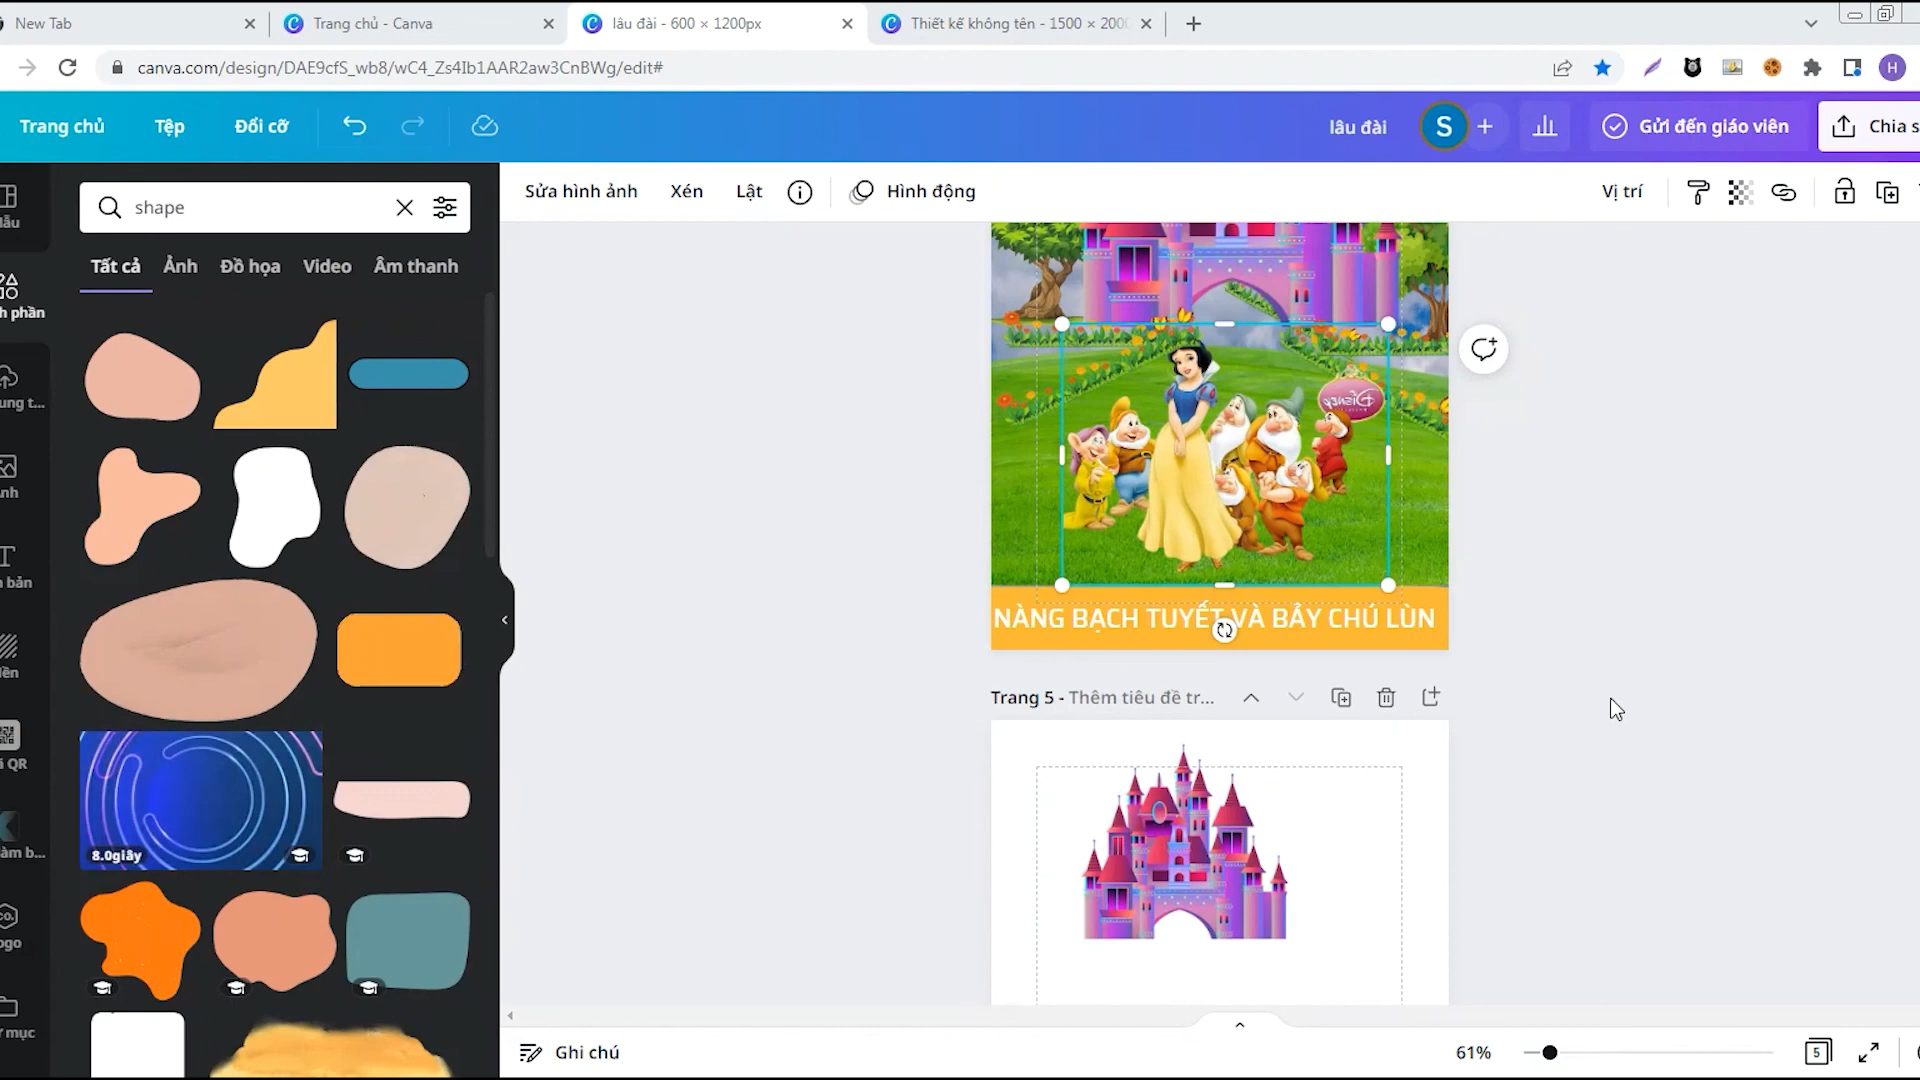 New Tab
Trang chủ - Canva
lâu đài - 600 × 1200px
Thiết kế không tên - 1500 × 200
canva.com/design/DAE9cfS_wb8/wC4_Zs4Ib1AAR2aw3CnBWg/edit#
H
Trang chủ
Tệp
Đổi cỡ
lâu đài
S
Gửi đến giáo viên
Chia s
shape
Sửa hình ảnh
Xén
Lật
Hình động
Vị trí
Tất cả
Ảnh
Đồ họa
Video
Âm thanh
h phần
ung t...
n bản
ã QR
àm b...
CO.
ogo
mục
8.0giây
Disney
NÀNG BẠCH TUYẾT VÀ BẢY CHÚ LÙN
Trang 5 - Thêm tiêu đề tr...
Ghi chú
61%
5